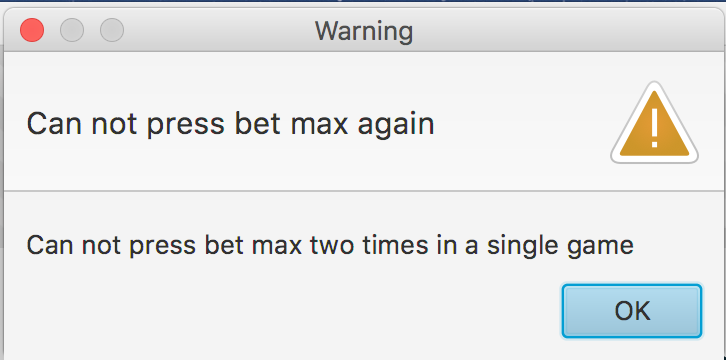 Warning
Can not press bet max again
Can not press bet max two times in a single game
OK